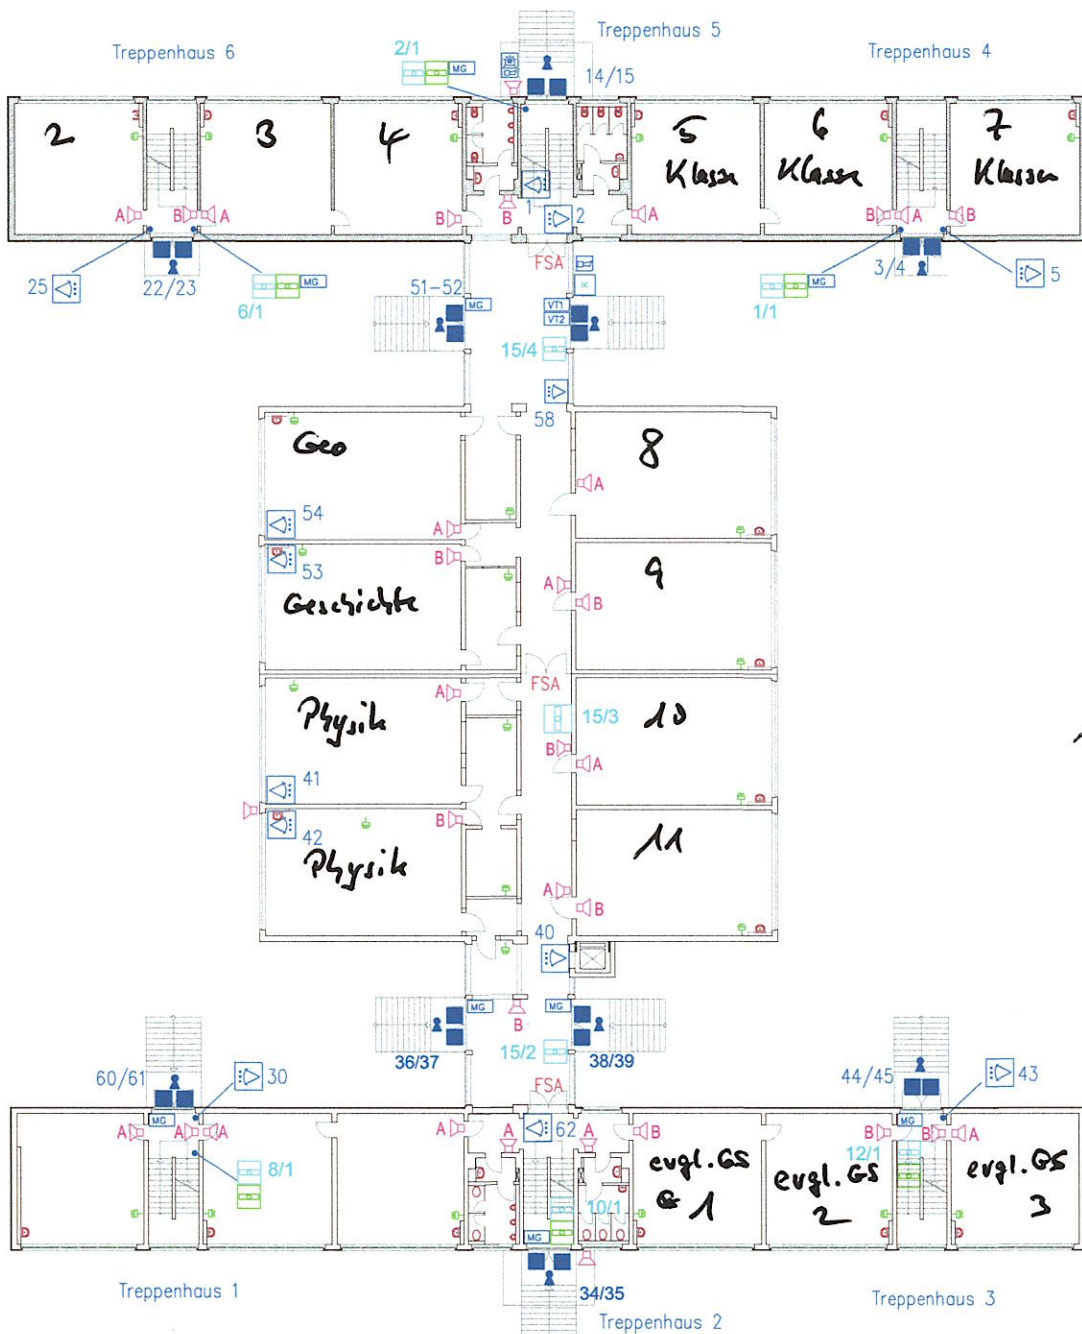 Treppenhaus 6
2/1
MG
Treppenhaus 5
14/15
Treppenhaus 4
2
3
4
5
Klasse
6
Klasse
7
Klassen
A
B
A
B
1
B
2
A
B
A
B
25
22/23
6/1
MG
51-52
MG
FSA
VT1
VT2
15/4
58
1/1
MG
3/4
5
Geo
8
A
54
A
53
B
Geschichte
9
A
B
FSA
Physik
A
10
15/3
B
A
41
42
B
Physik
11
A
B
40
MG
B
MG
36/37
15/2
38/39
FSA
60/61
30
44/45
43
MG
A
A
A
A
A
62
A
B
MG
B
B
A
8/1
10/1
MG
12/1
evgl. GS
1
evgl. GS
2
evgl. GS
3
34/35
Treppenhaus 1
Treppenhaus 2
Treppenhaus 3